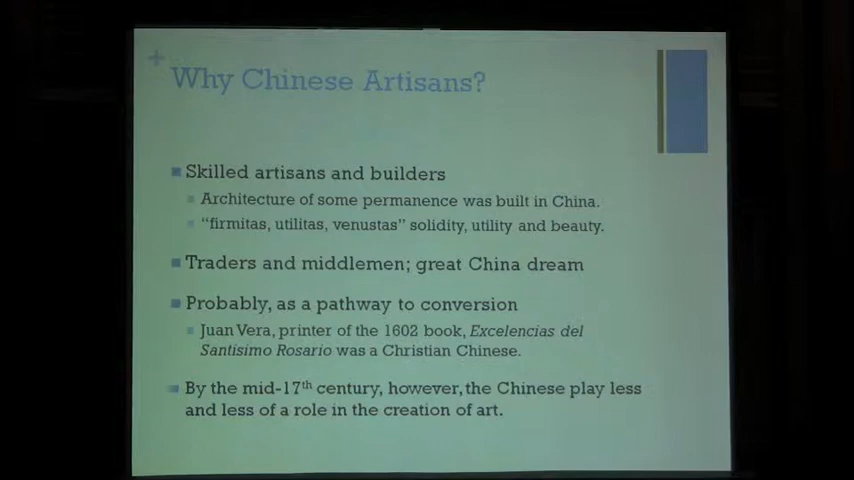 +
Why Chinese Artisans?
Skilled artisans and builders
Architecture of some permanence was built in China.
“firmitas, utilitas, venustas” solidity, utility and beauty.
Traders and middlemen; great China dream
Probably, as a pathway to conversion
Juan Vera, printer of the 1602 book, Excelencias del
Santisimo Rosario was a Christian Chinese.
By the mid-17th century, however, the Chinese play less
and less of a role in the creation of art.